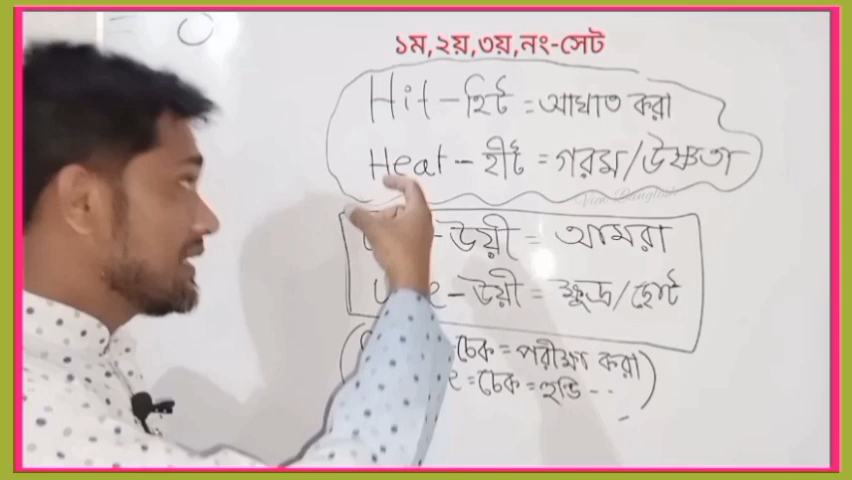 ১ম,২য়,৩য়,নং-সেট
Hit - হিট = আঘাত করা
Heat - হীট = গরম/উষ্ণতা
- উয়ী = আমরা
- উয়ী = ক্ষুদ্র/ছোট
চেক = পরীক্ষা করা)
= চেক = হুন্ডি - -